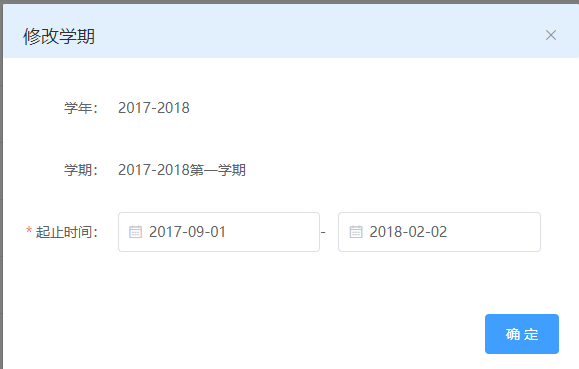 修改学期
学年： 2017-2018
学期： 2017-2018第一学期
* 起止时间： 2017-09-01 - 2018-02-02
确 定